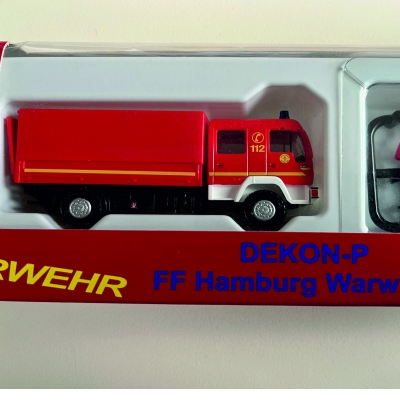 112
DEKON-P
RWEHR
FF Hamburg Warw